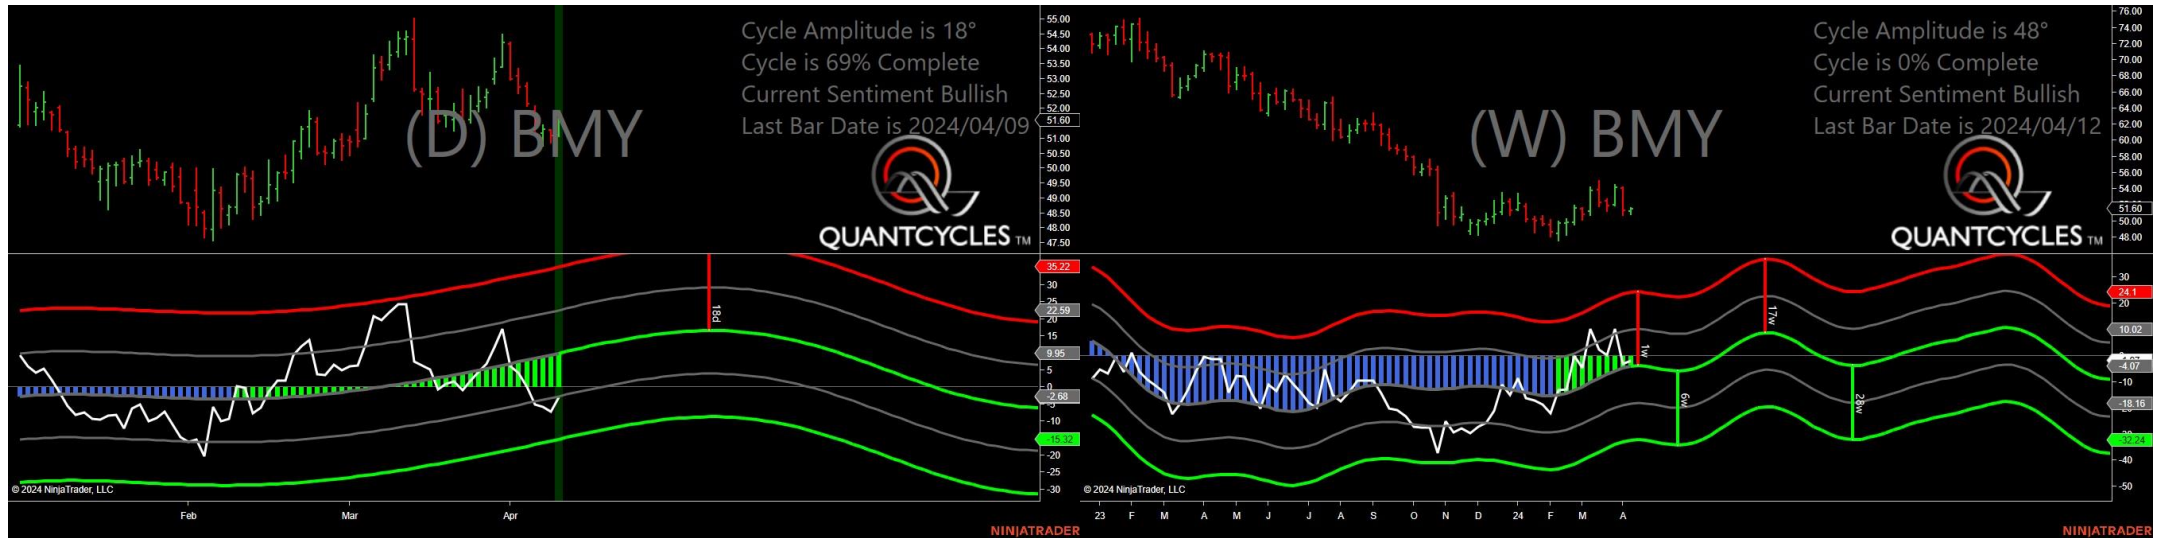 Cycle Amplitude is 18°
Cycle is 69% Complete
Current Sentiment Bullish
Last Bar Date is 2024/04/09
(D) BMY
QUANTCYCLES TM
55.00
54.50
54.00
53.50
53.00
52.50
52.00
51.60
51.00
50.50
50.00
49.50
49.00
48.50
48.00
47.50
35.22
30
25
22.59
20
15
9.95
5
0
-2.68
-5
-10
-15.32
-20
-25
-30
18d
© 2024 NinjaTrader, LLC
Feb Mar Apr
NINJATRADER
Cycle Amplitude is 48°
Cycle is 0% Complete
Current Sentiment Bullish
Last Bar Date is 2024/04/12
(W) BMY
QUANTCYCLES TM
76.00
74.00
72.00
70.00
68.00
66.00
64.00
62.00
60.00
58.00
56.00
54.00
51.60
50.00
48.00
30
24.1
20
10.02
-4.07
-10
-18.16
-32.24
-40
-50
1w
17w
6w
28w
© 2024 NinjaTrader, LLC
23 F M A M J J A S O N D 24 F M A
NINJATRADER